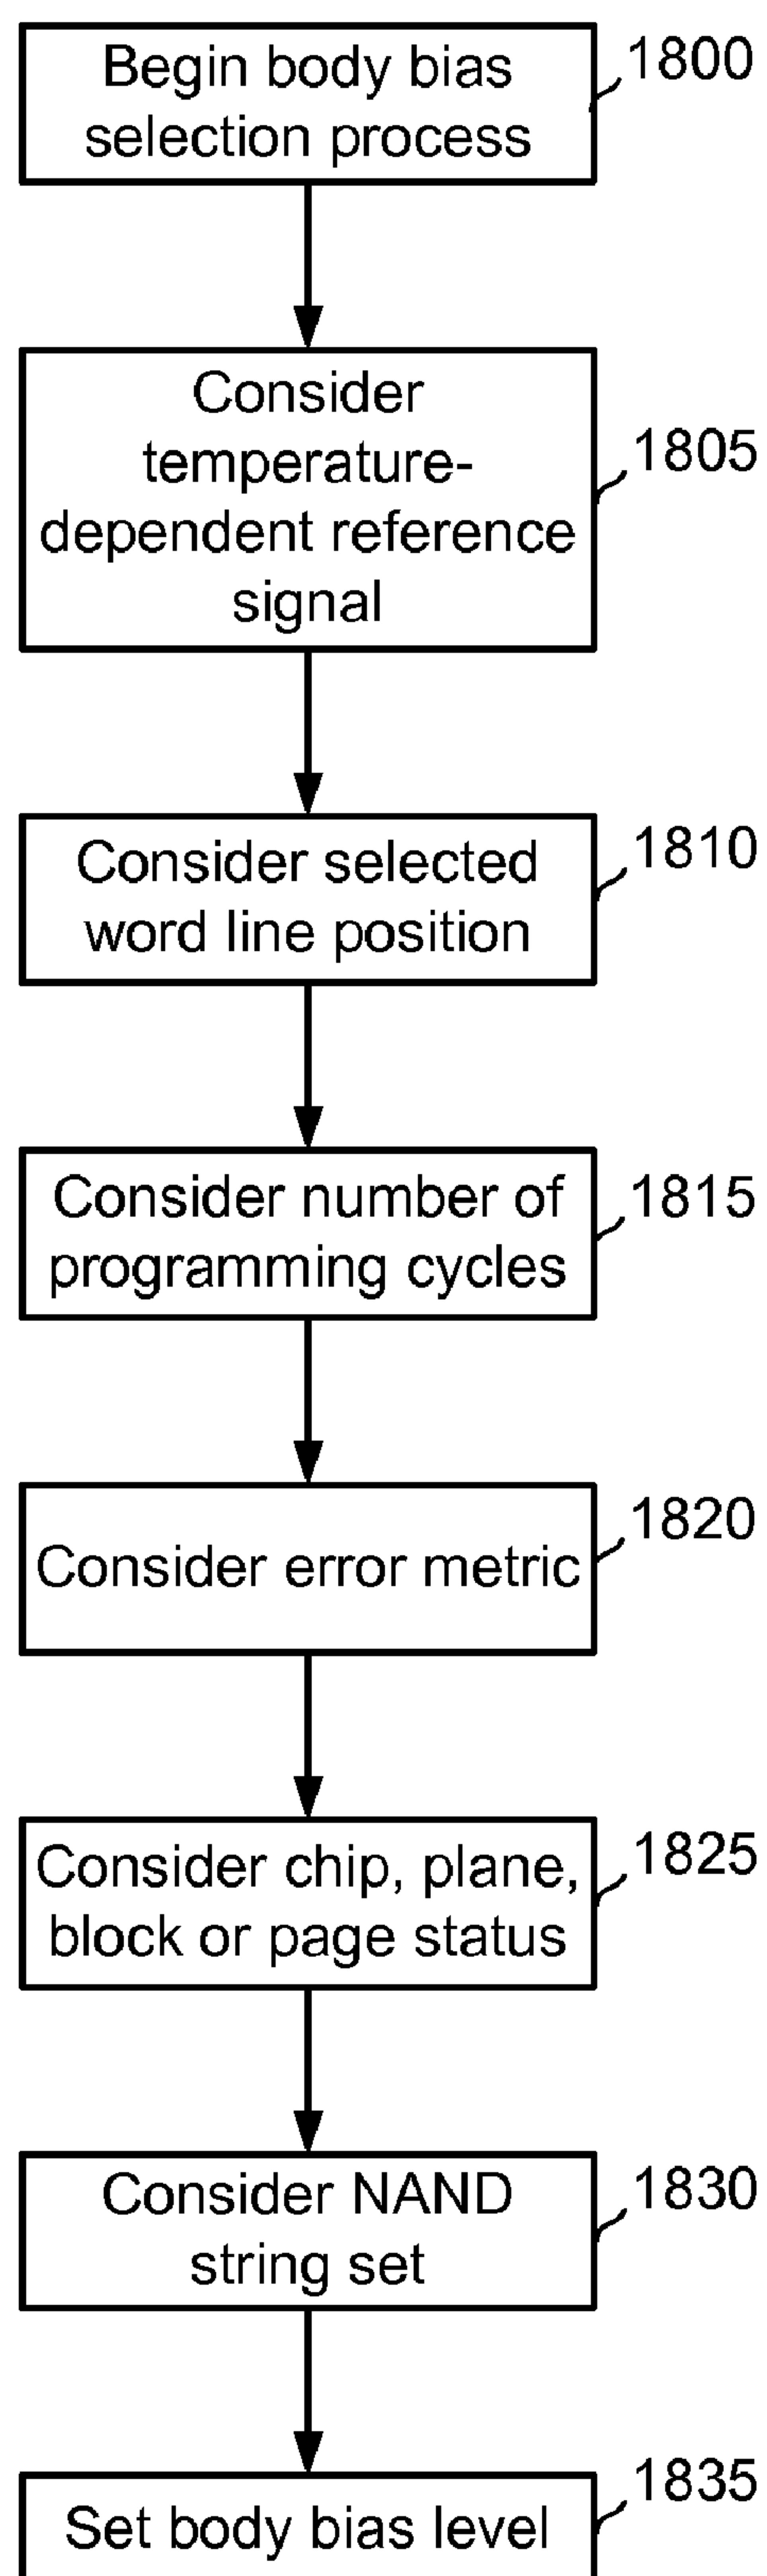 Begin body bias
selection process
1800
Consider
temperature-
dependent reference
signal
1805
Consider selected
word line position
1810
Consider number of
programming cycles
1815
Consider error metric
1820
Consider chip, plane,
block or page status
1825
Consider NAND
string set
1830
Set body bias level
1835